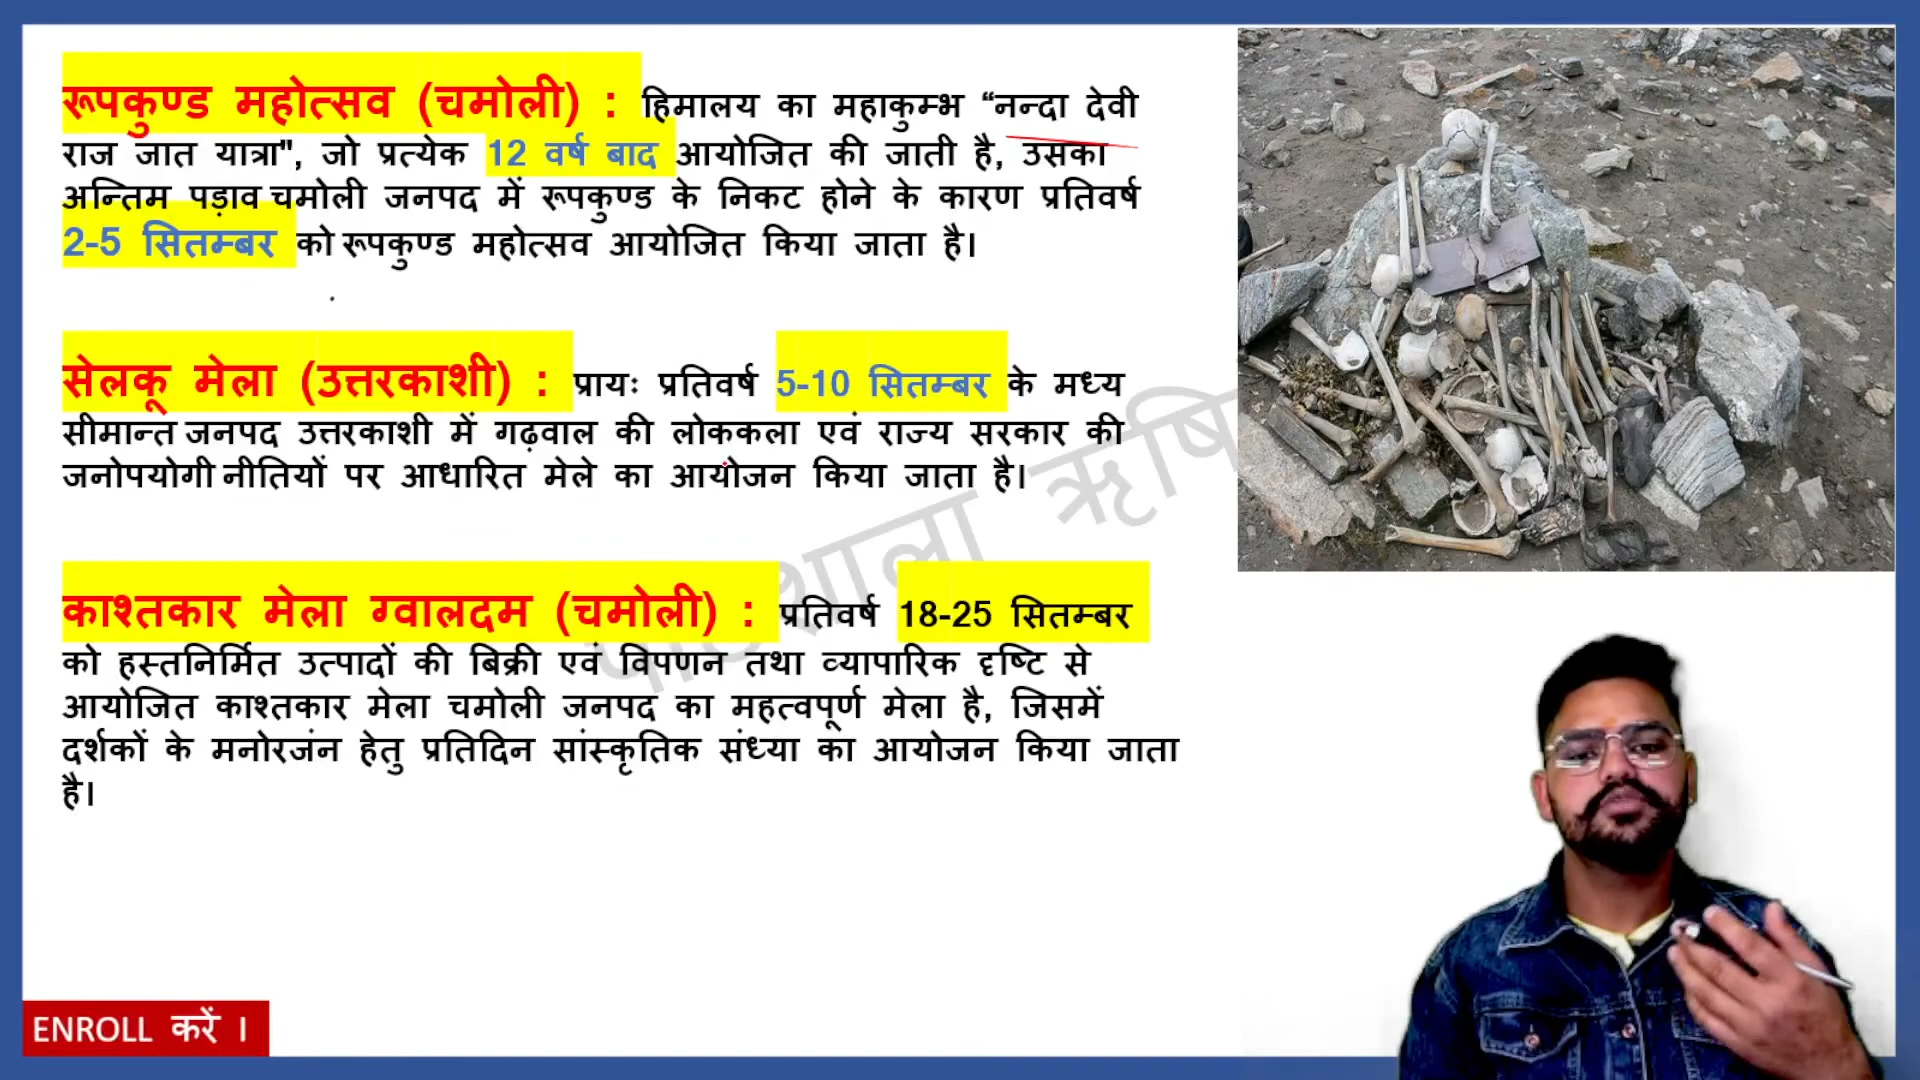 रूपकुण्ड महोत्सव (चमोली) : हिमालय का महाकुम्भ “नन्दा देवी
राज जात यात्रा", जो प्रत्येक 12 वर्ष बाद आयोजित की जाती है, उसका
अन्तिम पड़ाव चमोली जनपद में रूपकुण्ड के निकट होने के कारण प्रतिवर्ष
2-5 सितम्बर को रूपकुण्ड महोत्सव आयोजित किया जाता है।
सेलकू मेला (उत्तरकाशी) : प्रायः प्रतिवर्ष 5-10 सितम्बर के मध्य
सीमान्त जनपद उत्तरकाशी में गढ़वाल की लोककला एवं राज्य सरकार की
जनोपयोगी नीतियों पर आधारित मेले का आयोजन किया जाता है।
काश्तकार मेला ग्वालदम (चमोली) : प्रतिवर्ष 18-25 सितम्बर
को हस्तनिर्मित उत्पादों की बिक्री एवं विपणन तथा व्यापारिक दृष्टि से
आयोजित काश्तकार मेला चमोली जनपद का महत्वपूर्ण मेला है, जिसमें
दर्शकों के मनोरजंन हेतु प्रतिदिन सांस्कृतिक संध्या का आयोजन किया जाता
है।
ENROLL करें ।